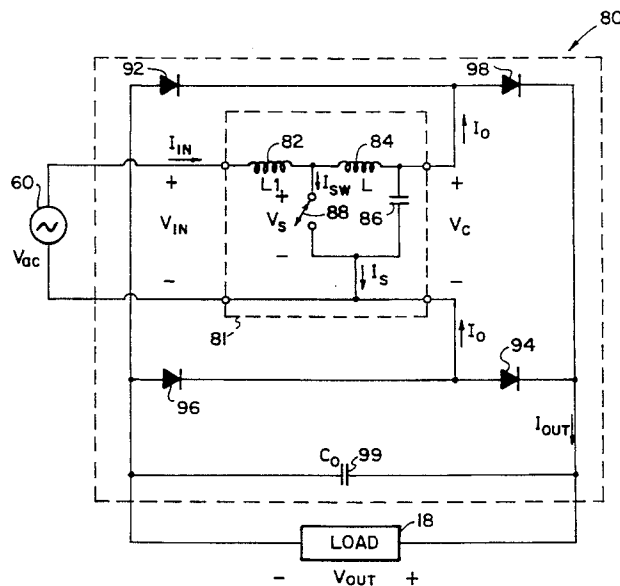 80
92
98
I_IN
82
84
I_O
60
+
L1
+
I_SW
L
+
V_IN
V_S
88
86
V_C
V_ac
-
-
I_S
-
81
I_O
94
96
I_OUT
C_O
99
18
LOAD
- V_OUT +